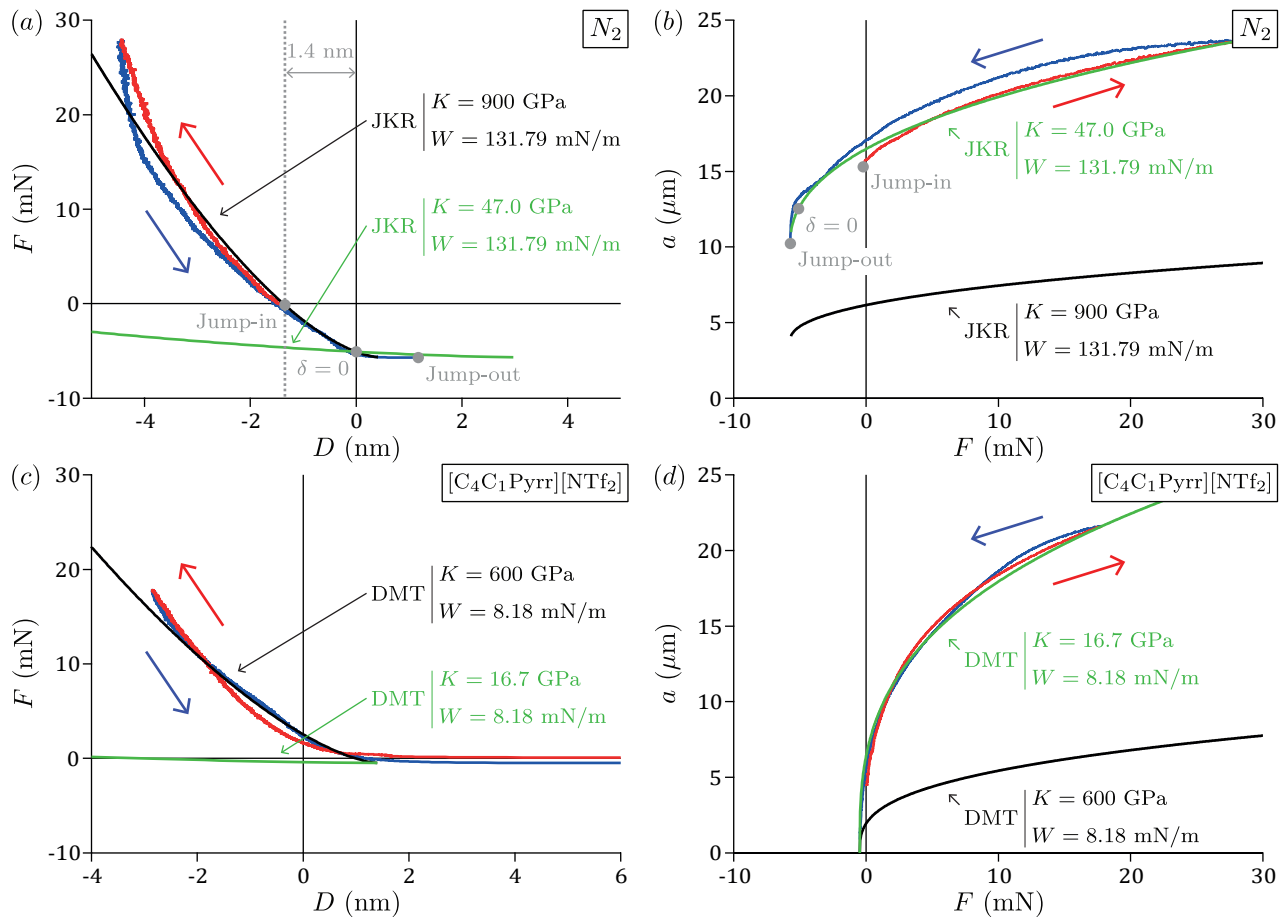 (a)
N₂
30
20
10
0
-10
F (mN)
1.4 nm
JKR
K = 900 GPa
W = 131.79 mN/m
JKR
K = 47.0 GPa
W = 131.79 mN/m
Jump-in
δ = 0
Jump-out
-4
-2
0
2
4
D (nm)
(b)
N₂
25
20
15
10
5
0
a (μm)
JKR
K = 47.0 GPa
W = 131.79 mN/m
Jump-in
δ = 0
Jump-out
JKR
K = 900 GPa
W = 131.79 mN/m
-10
0
10
20
30
F (mN)
(c)
[C₄C₁Pyrr][NTf₂]
30
20
10
0
-10
F (mN)
DMT
K = 600 GPa
W = 8.18 mN/m
DMT
K = 16.7 GPa
W = 8.18 mN/m
-4
-2
0
2
4
6
D (nm)
(d)
[C₄C₁Pyrr][NTf₂]
25
20
15
10
5
0
a (μm)
DMT
K = 16.7 GPa
W = 8.18 mN/m
DMT
K = 600 GPa
W = 8.18 mN/m
-10
0
10
20
30
F (mN)